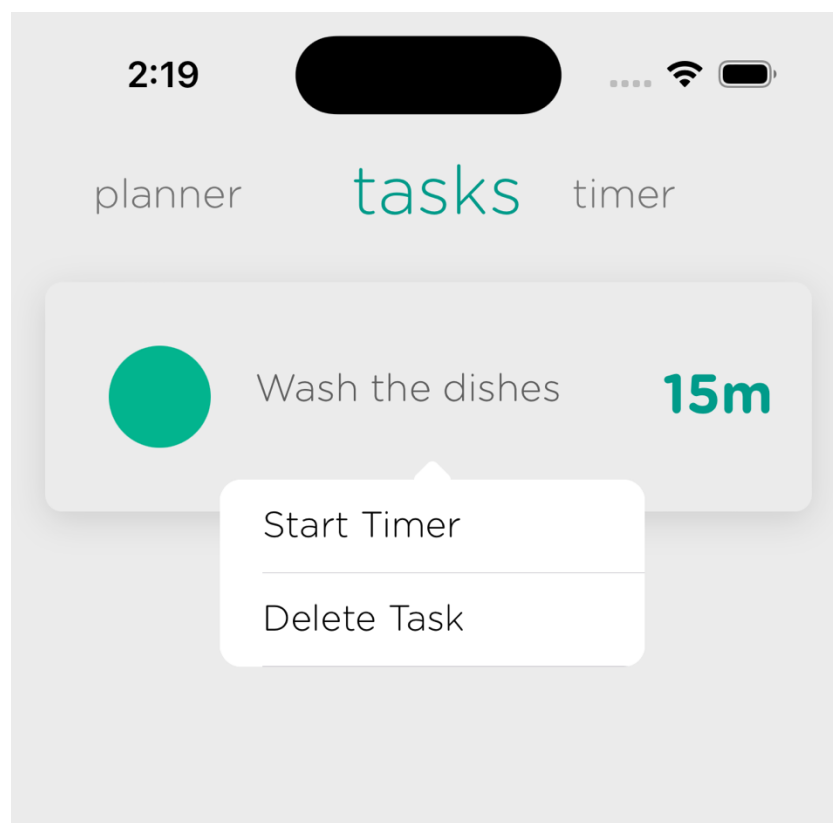 2:19
planner tasks timer
Wash the dishes 15m
Start Timer
Delete Task